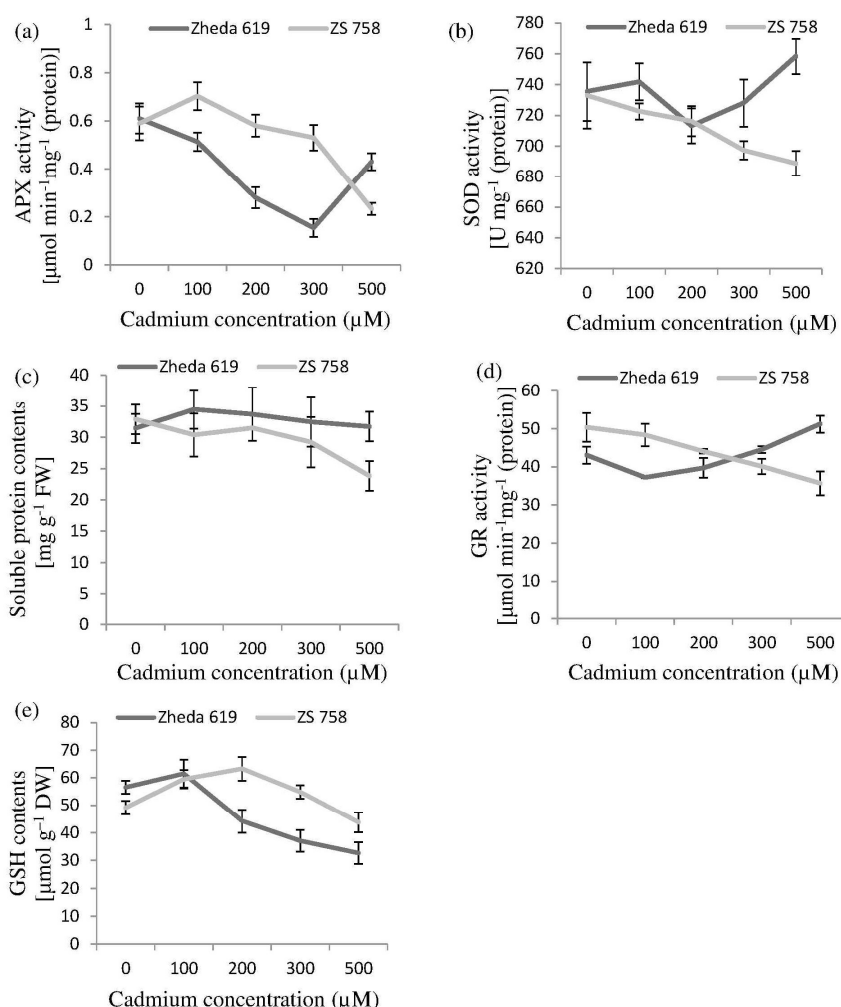 (a)
Zheda 619 ZS 758
APX activity
[µmol min⁻¹mg⁻¹ (protein)]
1
0.8
0.6
0.4
0.2
0
0 100 200 300 500
Cadmium concentration (µM)
(b)
Zheda 619 ZS 758
SOD activity
[U mg⁻¹ (protein)]
780
760
740
720
700
680
660
640
620
0 100 200 300 500
Cadmium concentration (µM)
(c)
Zheda 619 ZS 758
Soluble protein contents
[mg g⁻¹ FW]
40
35
30
25
20
15
10
5
0
0 100 200 300 500
Cadmium concentration (µM)
(d)
Zheda 619 ZS 758
GR activity
[µmol min⁻¹mg⁻¹ (protein)]
60
50
40
30
20
10
0
0 100 200 300 500
Cadmium concentration (µM)
(e)
Zheda 619 ZS 758
GSH contents
[µmol g⁻¹ DW]
80
70
60
50
40
30
20
10
0
0 100 200 300 500
Cadmium concentration (µM)